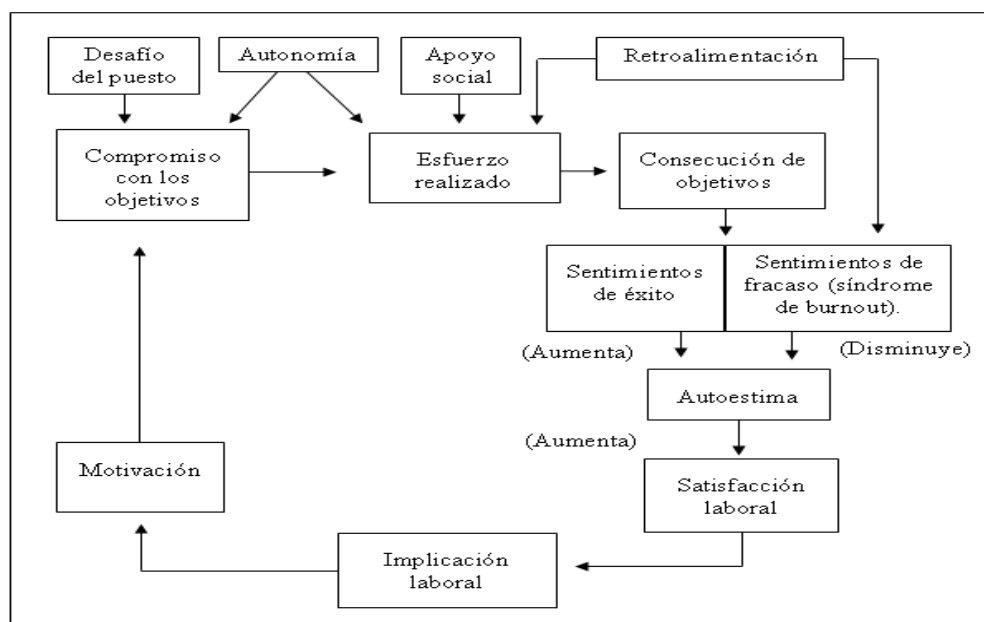 Desafío
del puesto
Autonomía
Apoyo
social
Retroalimentación
Compromiso
con los
objetivos
Esfuerzo
realizado
Consecución de
objetivos
Sentimientos
de éxito
Sentimientos de
fracaso (síndrome
de burnout).
(Aumenta)
(Disminuye)
Autoestima
(Aumenta)
Motivación
Satisfacción
laboral
Implicación
laboral